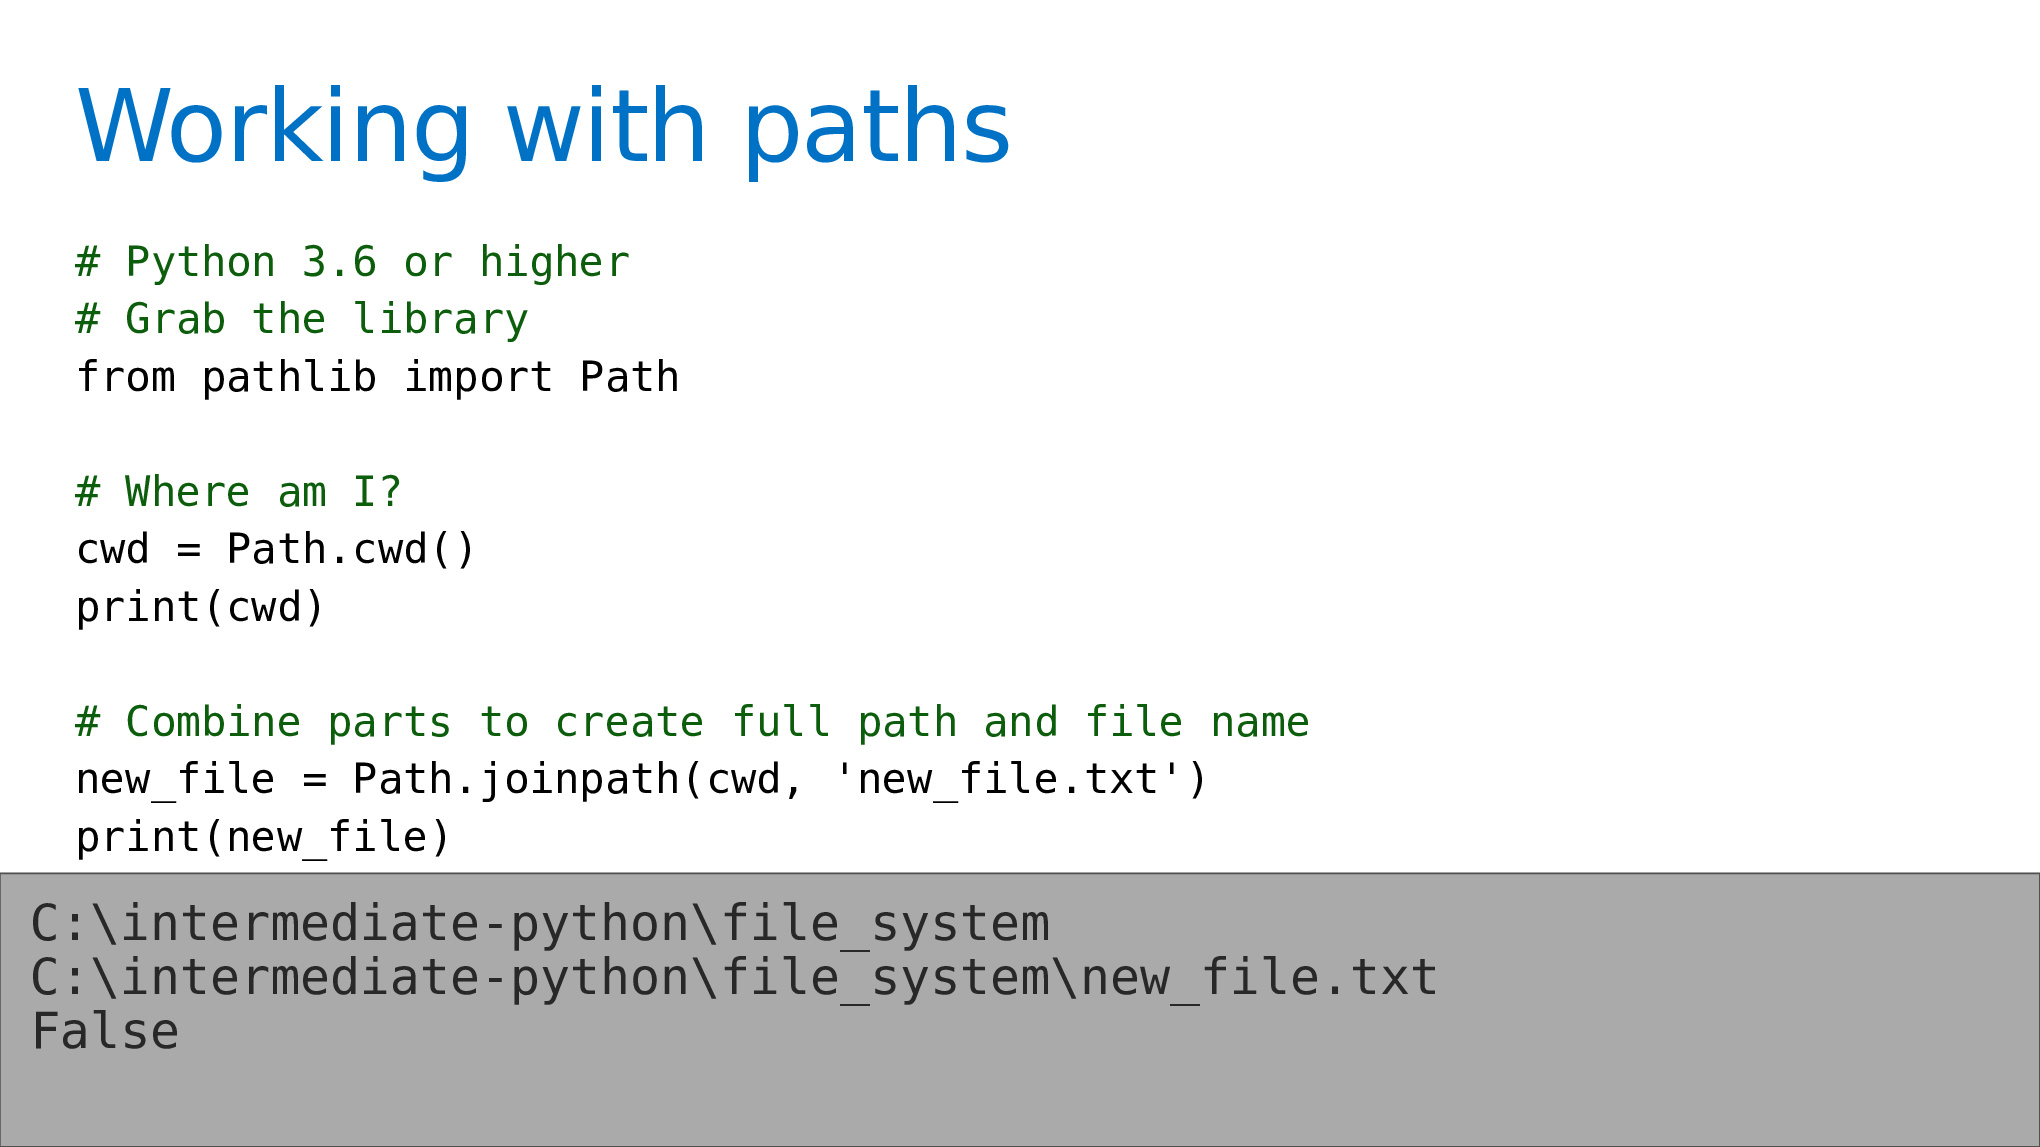 Working with paths
# Python 3.6 or higher
# Grab the library
from pathlib import Path
# Where am I?
cwd = Path.cwd()
print(cwd)
# Combine parts to create full path and file name
new_file = Path.joinpath(cwd, 'new_file.txt')
print(new_file)
C:\intermediate-python\file_system
C:\intermediate-python\file_system\new_file.txt
False